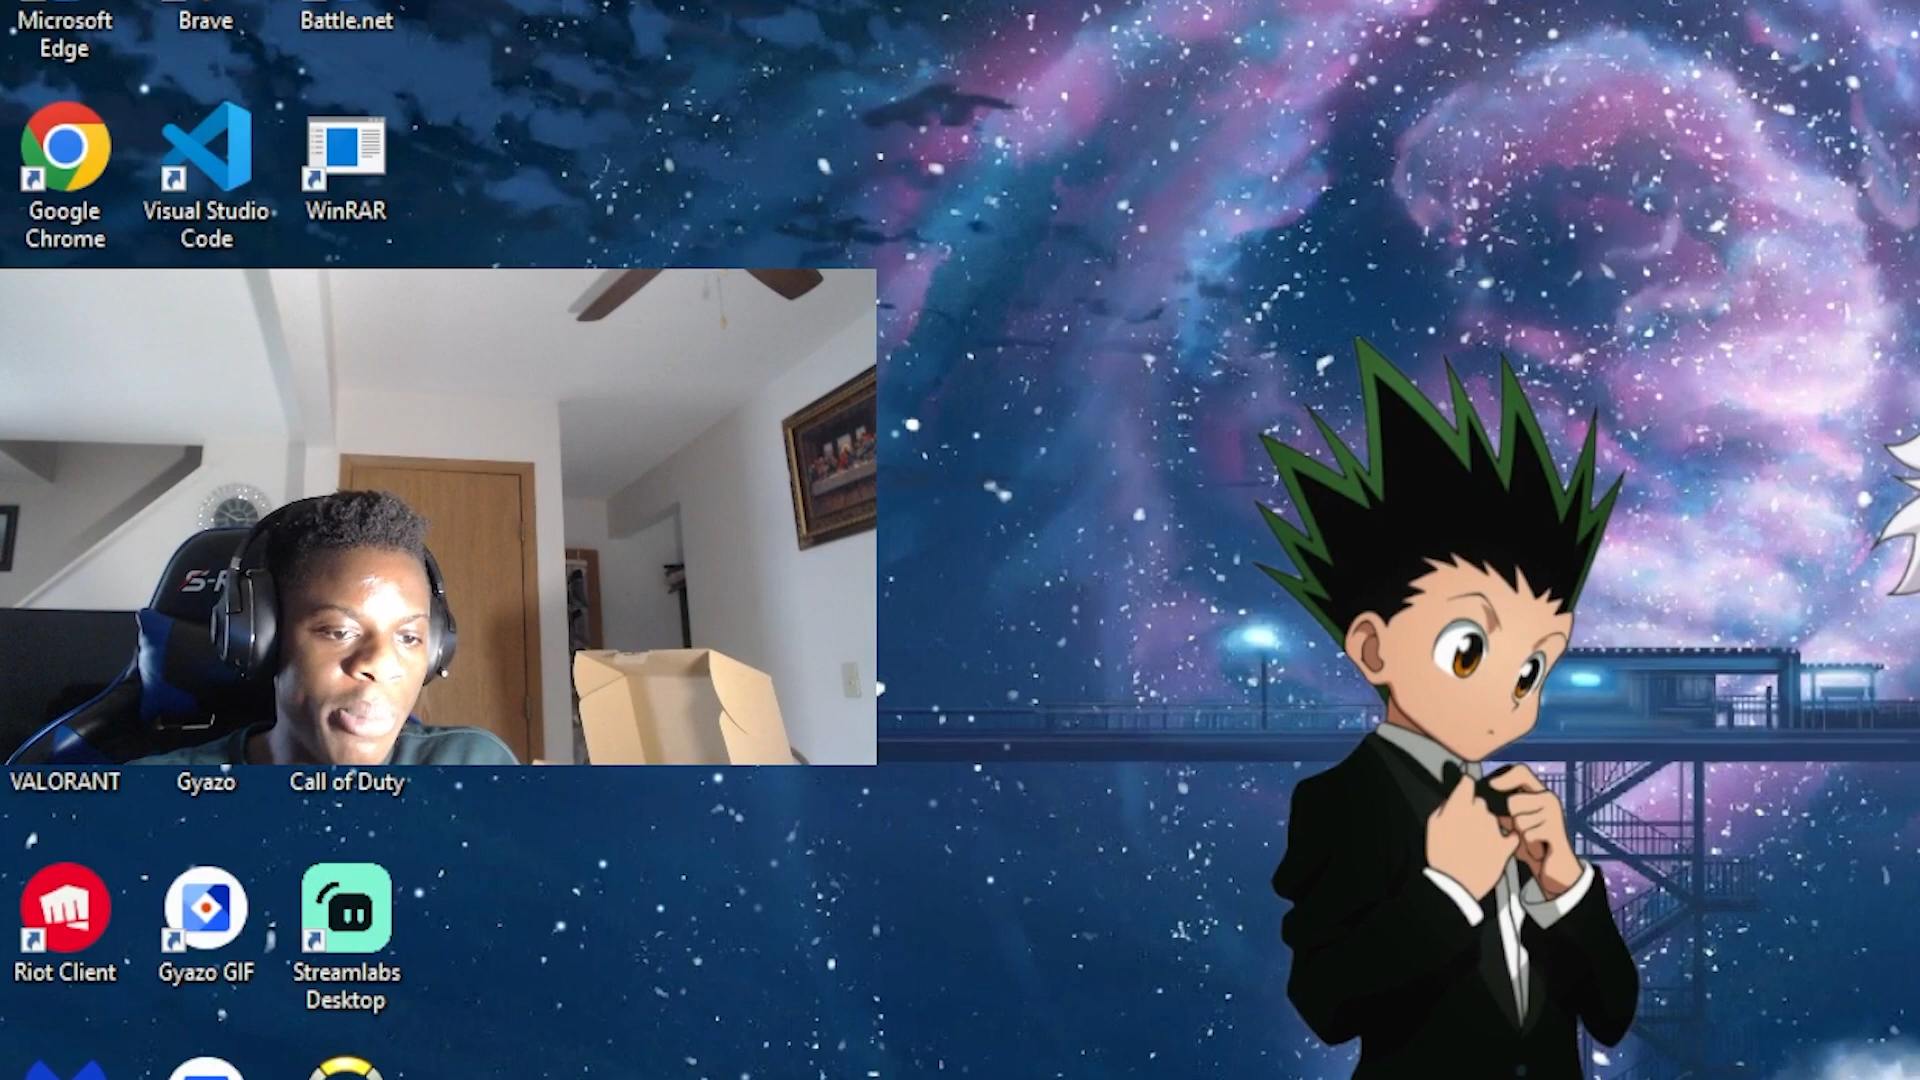 Microsoft
Edge
Brave
Battle.net
Google
Chrome
Visual Studio
Code
WinRAR
S-R
VALORANT
Gyazo
Call of Duty
Riot Client
Gyazo GIF
Streamlabs
Desktop